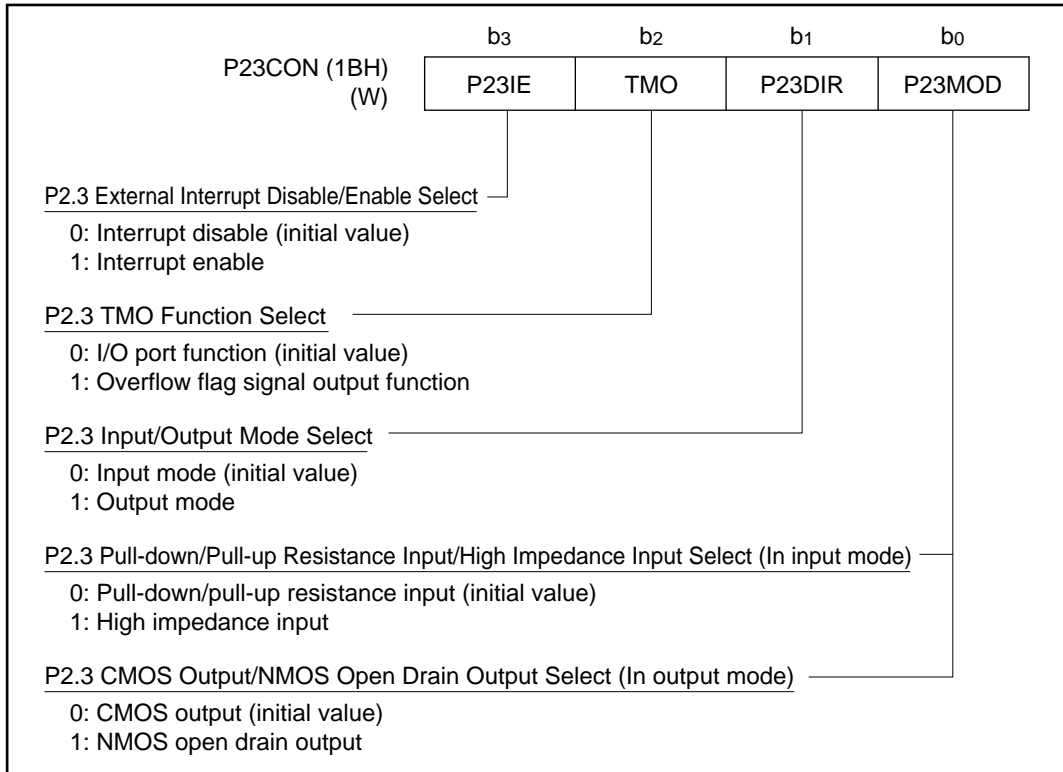 b3 b2 b1 b0
P23CON (1BH)
(W)
P23IE TMO P23DIR P23MOD
P2.3 External Interrupt Disable/Enable Select
0: Interrupt disable (initial value)
1: Interrupt enable
P2.3 TMO Function Select
0: I/O port function (initial value)
1: Overflow flag signal output function
P2.3 Input/Output Mode Select
0: Input mode (initial value)
1: Output mode
P2.3 Pull-down/Pull-up Resistance Input/High Impedance Input Select (In input mode)
0: Pull-down/pull-up resistance input (initial value)
1: High impedance input
P2.3 CMOS Output/NMOS Open Drain Output Select (In output mode)
0: CMOS output (initial value)
1: NMOS open drain output